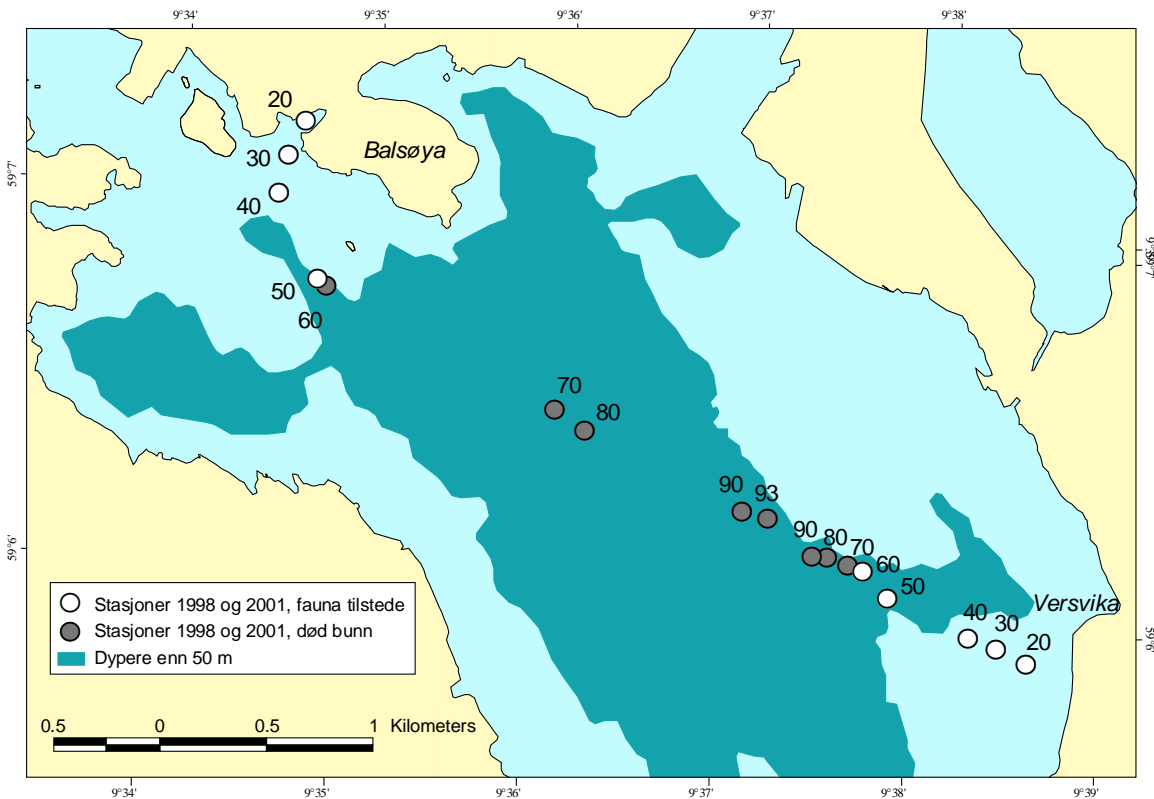 9°34' 9°35' 9°36' 9°37' 9°38'
20
Balsøya
30
59°7'
40
50
60
70
80
90 93
90 80 70
60
59°6'
50
Versvika
40
30
20
Stasjoner 1998 og 2001, fauna tilstede
Stasjoner 1998 og 2001, død bunn
Dypere enn 50 m
0.5 0 0.5 1 Kilometers
9°34' 9°35' 9°36' 9°37' 9°38' 9°39'